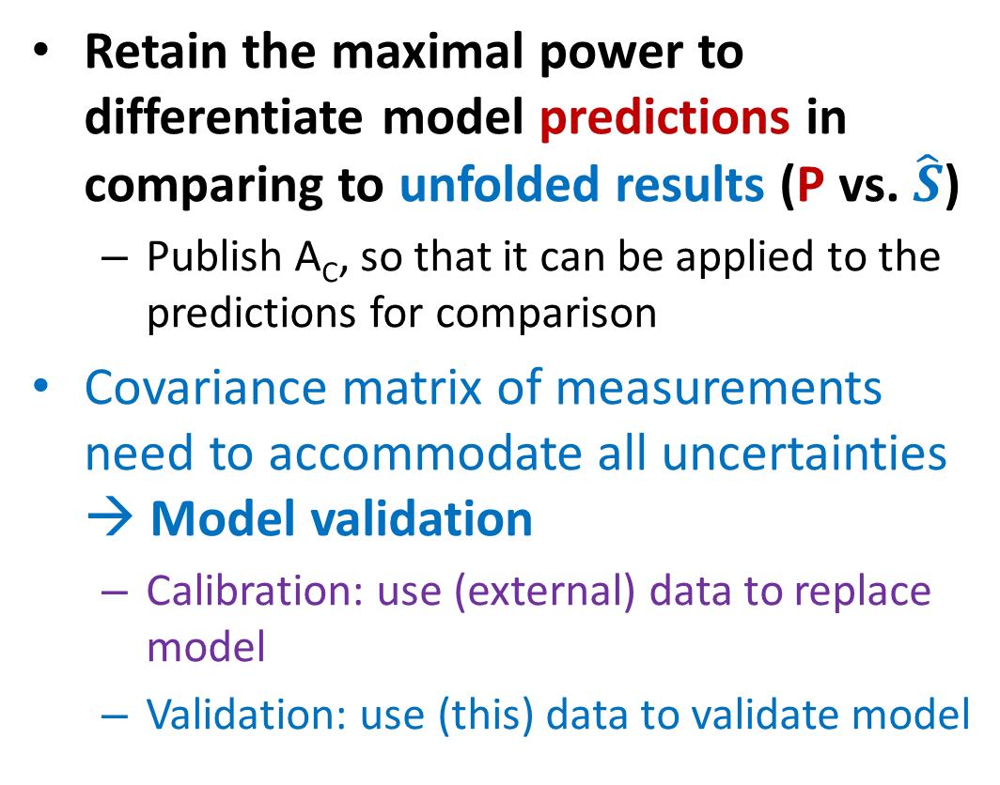 • Retain the maximal power to
differentiate model predictions in
comparing to unfolded results (P vs. Ŝ)
– Publish A_C, so that it can be applied to the
predictions for comparison
• Covariance matrix of measurements
need to accommodate all uncertainties
→ Model validation
– Calibration: use (external) data to replace
model
– Validation: use (this) data to validate model